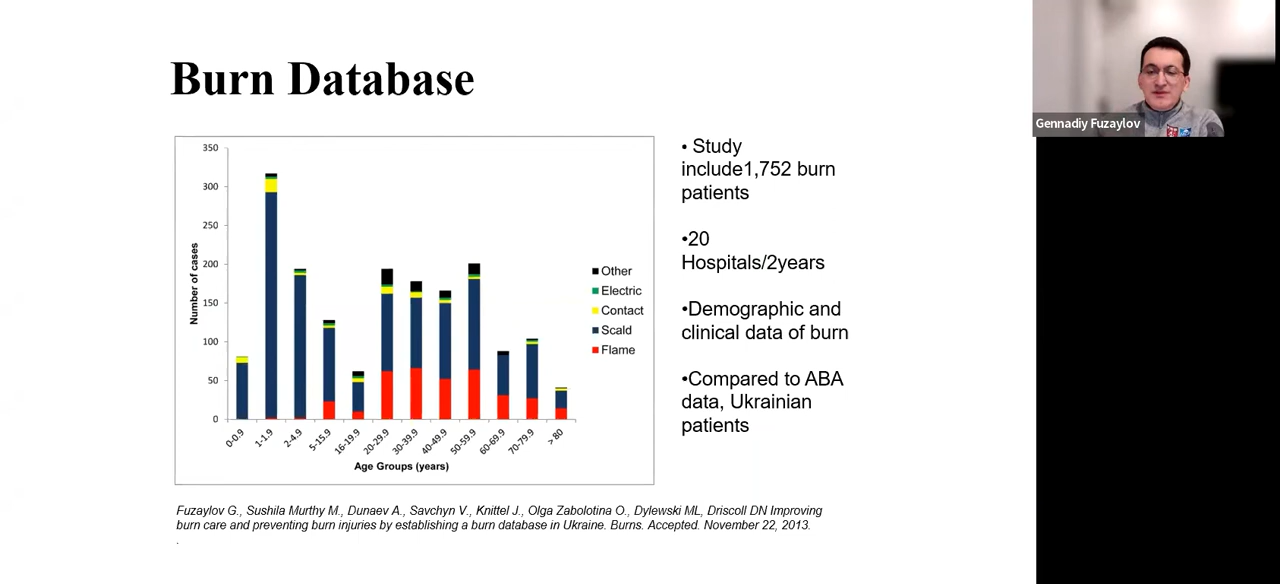 Burn Database
350
300
250
200
150
100
50
0
Number of cases
0-0.9
1-1.9
2-4.9
5-15.9
16-19.9
20-29.9
30-39.9
40-49.9
50-59.9
60-69.9
70-79.9
>80
Age Groups (years)
Other
Electric
Contact
Scald
Flame
• Study
include1,752 burn
patients
•20
Hospitals/2years
•Demographic and
clinical data of burn
•Compared to ABA
data, Ukrainian
patients
Fuzaylov G., Sushila Murthy M., Dunaev A., Savchyn V., Knittel J., Olga Zabolotina O., Dylewski ML, Driscoll DN Improving
burn care and preventing burn injuries by establishing a burn database in Ukraine. Burns. Accepted. November 22, 2013.
.
Gennadiy Fuzaylov